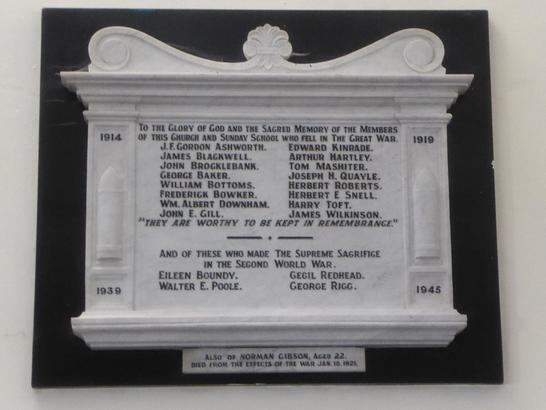 1914
1919
TO THE GLORY OF GOD AND THE SACRED MEMORY OF THE MEMBERS
OF THIS CHURCH AND SUNDAY SCHOOL WHO FELL IN THE GREAT WAR.
J.F. GORDON ASHWORTH. EDWARD KINRADE.
JAMES BLACKWELL. ARTHUR HARTLEY.
JOHN BROCKLEBANK. TOM MASHITER.
GEORGE BAKER. JOSEPH H. QUAYLE.
WILLIAM BOTTOMS. HERBERT ROBERTS.
FREDERICK BOWKER. HERBERT E. SNELL.
WM. ALBERT DOWNHAM. HARRY TOFT.
JOHN E. GILL. JAMES WILKINSON.
"THEY ARE WORTHY TO BE KEPT IN REMEMBRANCE."
AND OF THESE WHO MADE THE SUPREME SACRIFICE
IN THE SECOND WORLD WAR.
EILEEN BOUNDY. CECIL REDHEAD.
WALTER E. POOLE. GEORGE RIGG.
1939
1945
ALSO OF NORMAN GIBSON, AGED 22.
DIED FROM THE EFFECTS OF THE WAR JAN. 1921.